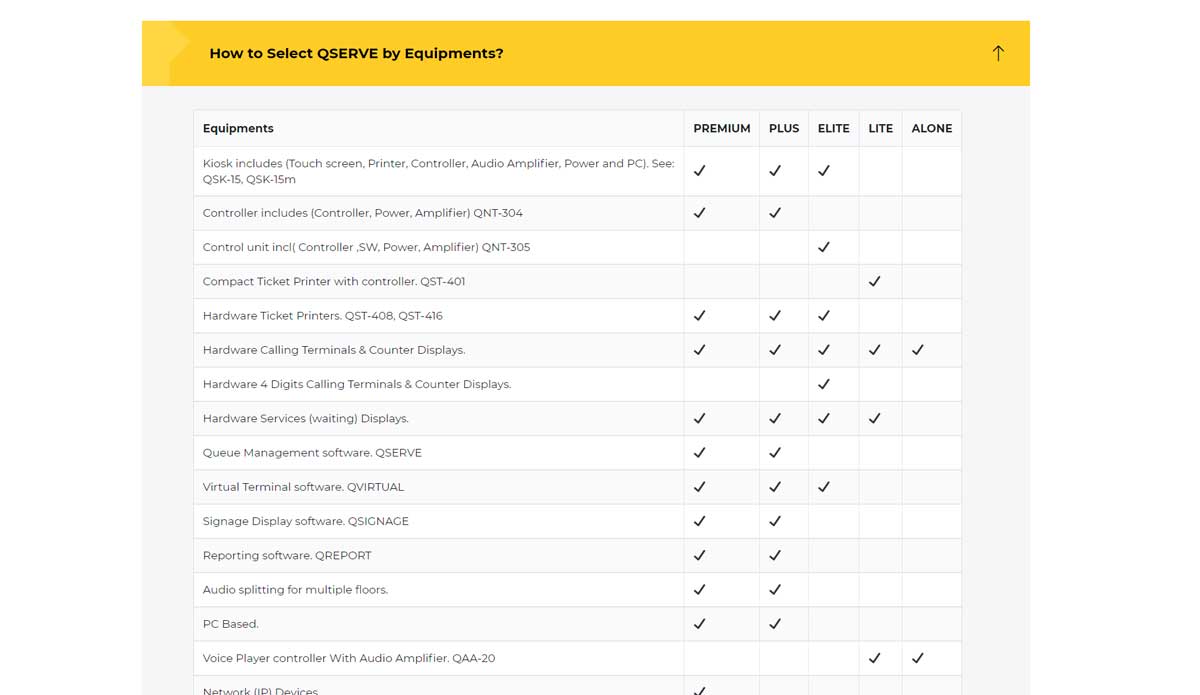 How to Select QSERVE by Equipments?
Equipments PREMIUM PLUS ELITE LITE ALONE
Kiosk includes (Touch screen, Printer, Controller, Audio Amplifier, Power and PC). See:
QSK-15, QSK-15m
Controller includes (Controller, Power, Amplifier) QNT-304
Control unit incl( Controller ,SW, Power, Amplifier) QNT-305
Compact Ticket Printer with controller. QST-401
Hardware Ticket Printers. QST-408, QST-416
Hardware Calling Terminals & Counter Displays.
Hardware 4 Digits Calling Terminals & Counter Displays.
Hardware Services (waiting) Displays.
Queue Management software. QSERVE
Virtual Terminal software. QVIRTUAL
Signage Display software. QSIGNAGE
Reporting software. QREPORT
Audio splitting for multiple floors.
PC Based.
Voice Player controller With Audio Amplifier. QAA-20
Network (IP) Devices